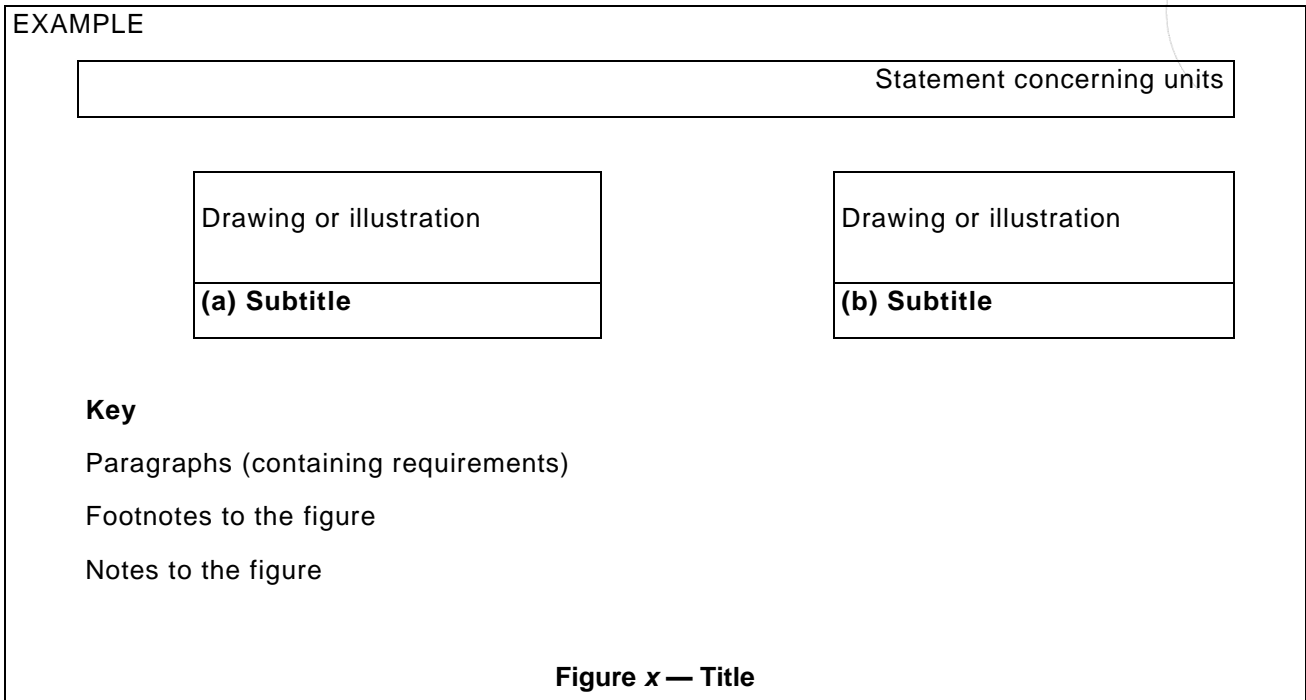 EXAMPLE
Statement concerning units
Drawing or illustration
(a) Subtitle
Drawing or illustration
(b) Subtitle
Key
Paragraphs (containing requirements)
Footnotes to the figure
Notes to the figure
Figure x — Title